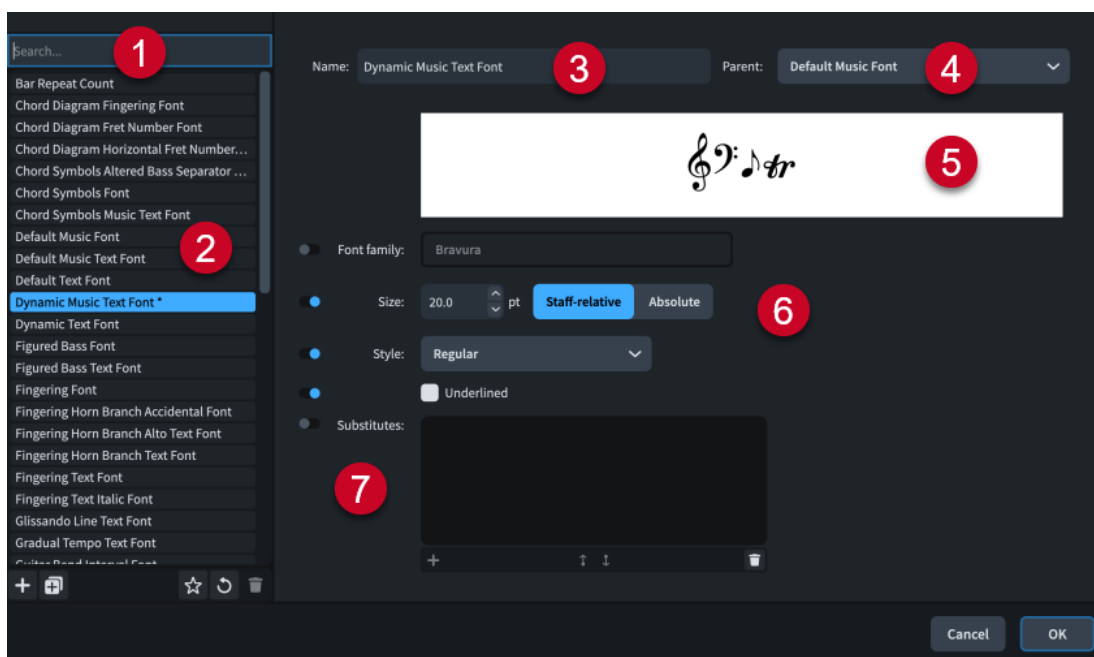 Search...
1
Bar Repeat Count
Chord Diagram Fingering Font
Chord Diagram Fret Number Font
Chord Diagram Horizontal Fret Number...
Chord Symbols Altered Bass Separator ...
Chord Symbols Font
Chord Symbols Music Text Font
Default Music Font
2
Default Music Text Font
Default Text Font
Dynamic Music Text Font *
Dynamic Text Font
Figured Bass Font
Figured Bass Text Font
Fingering Font
Fingering Horn Branch Accidental Font
Fingering Horn Branch Alto Text Font
Fingering Horn Branch Text Font
Fingering Text Font
Fingering Text Italic Font
Glissando Line Text Font
Gradual Tempo Text Font
Guitar Bend Interval Font
Name: Dynamic Music Text Font 3 Parent: Default Music Font 4
tr 5
Font family: Bravura
Size: 20.0 pt Staff-relative Absolute 6
Style: Regular
Underlined
Substitutes:
7
Cancel OK